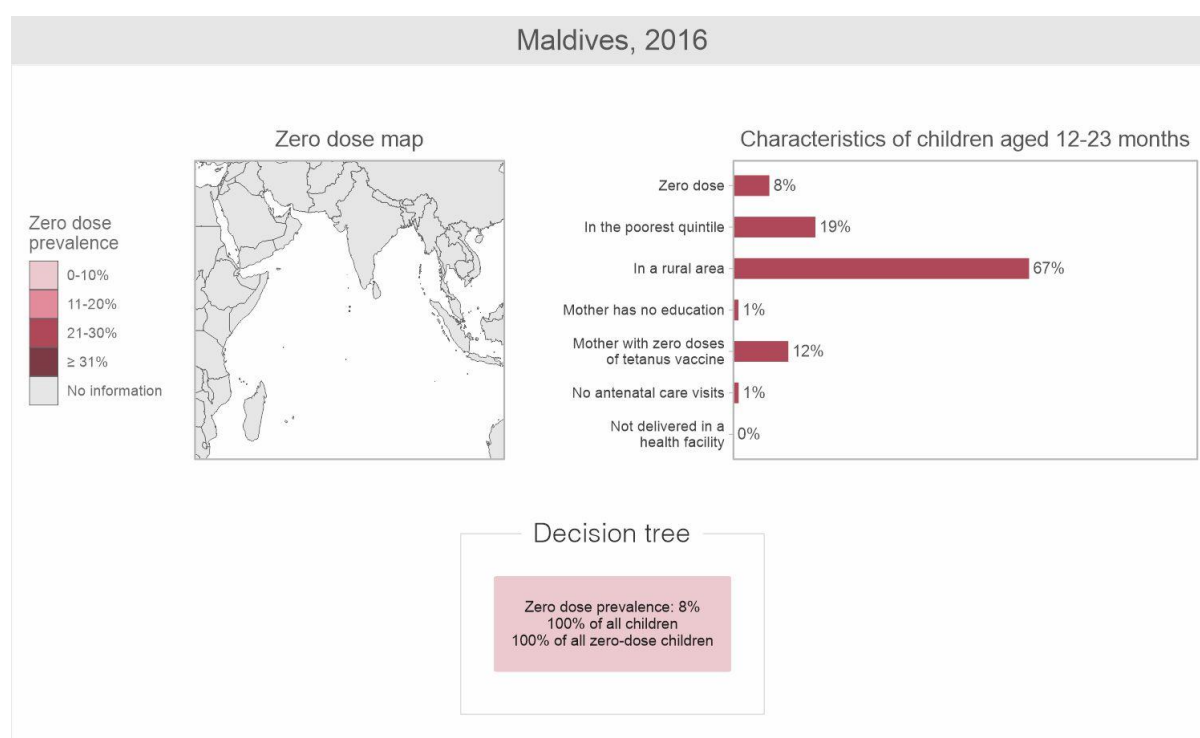 Maldives, 2016
Zero dose map
Zero dose
prevalence
0-10%
11-20%
21-30%
≥ 31%
No information
Characteristics of children aged 12-23 months
Zero dose
8%
In the poorest quintile
19%
In a rural area
67%
Mother has no education
1%
Mother with zero doses
of tetanus vaccine
12%
No antenatal care visits
1%
Not delivered in a
health facility
0%
Decision tree
Zero dose prevalence: 8%
100% of all children
100% of all zero-dose children